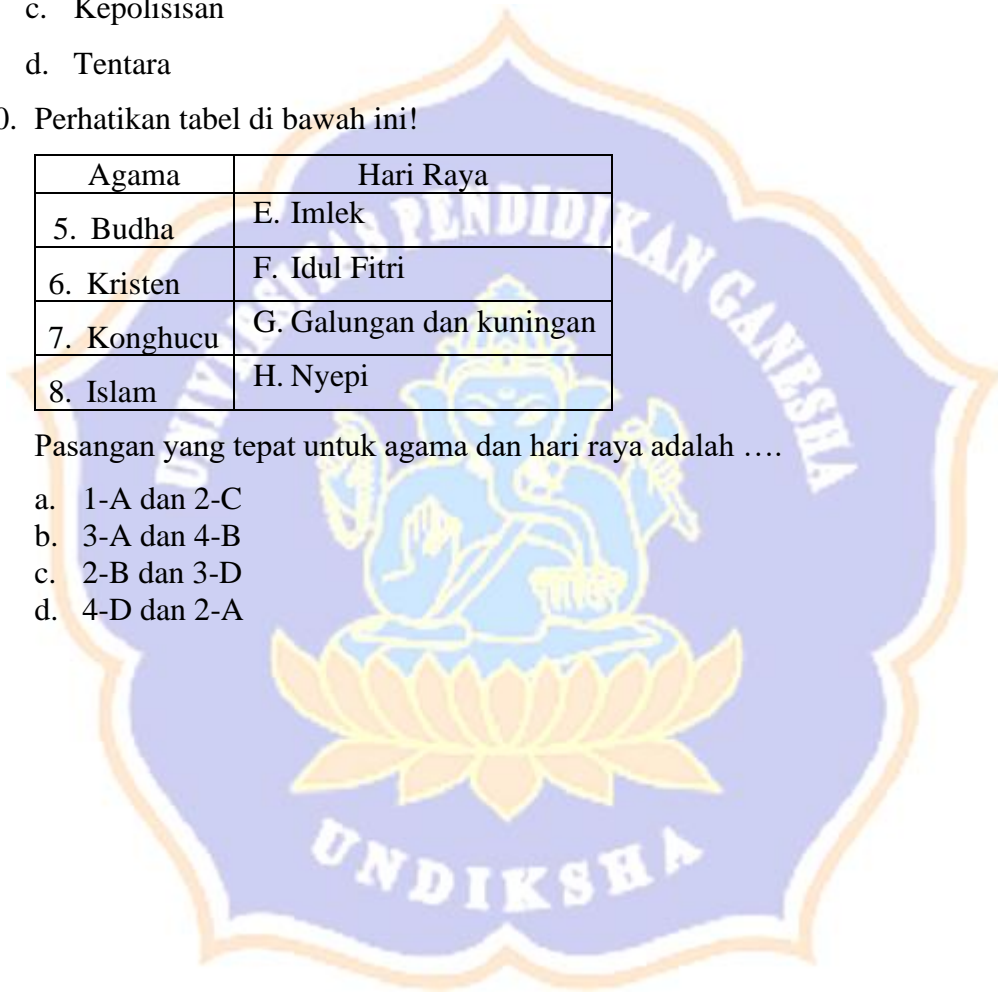 c. Kepolisisan
d. Tentara
0. Perhatikan tabel di bawah ini!
Agama Hari Raya
5. Budha E. Imlek
6. Kristen F. Idul Fitri
7. Konghucu G. Galungan dan kuningan
8. Islam H. Nyepi
Pasangan yang tepat untuk agama dan hari raya adalah ….
a. 1-A dan 2-C
b. 3-A dan 4-B
c. 2-B dan 3-D
d. 4-D dan 2-A
UNIVERSITAS PENDIDIKAN GANESHA
UNDIKSHA